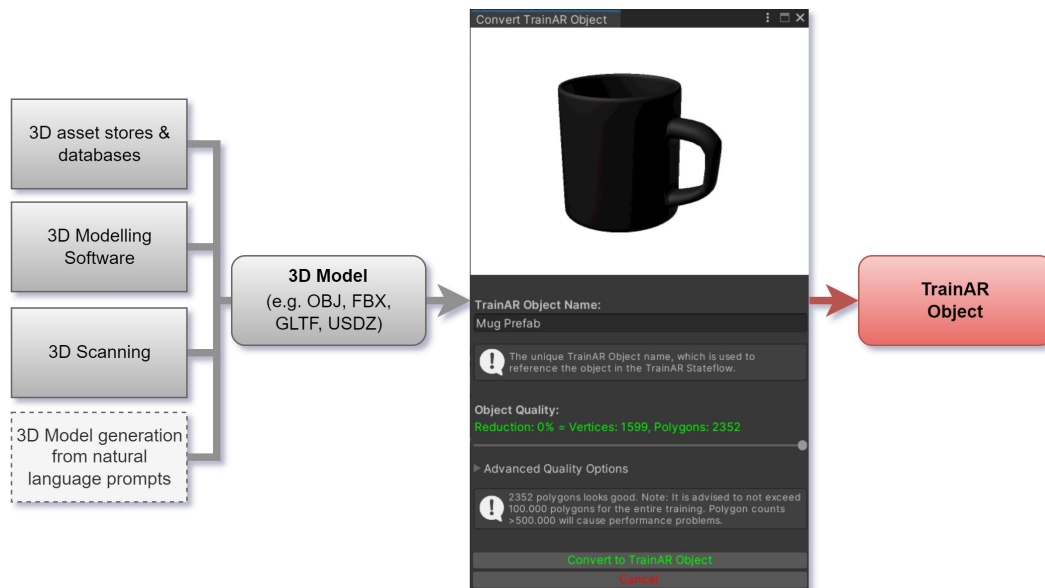 3D asset stores &
databases
3D Modelling
Software
3D Scanning
3D Model generation
from natural
language prompts
3D Model
(e.g. OBJ, FBX,
GLTF, USDZ)
Convert TrainAR Object
TrainAR Object Name:
Mug Prefab
The unique TrainAR Object name, which is used to
reference the object in the TrainAR Stateflow.
Object Quality:
Reduction: 0% = Vertices: 1599, Polygons: 2352
Advanced Quality Options
2352 polygons looks good. Note: It is advised to not exceed
100.000 polygons for the entire training. Polygon counts
>500.000 will cause performance problems.
Convert to TrainAR Object
Cancel
TrainAR
Object